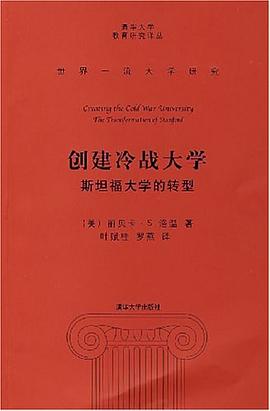 清华大学
教育研究译丛
世界一流大学研究
Creating the Cold War University
The Transformation of Stanford
创建冷战大学
斯坦福大学的转型
（美）丽贝卡·S·洛温 著
叶赋桂 罗燕 译
清华大学出版社